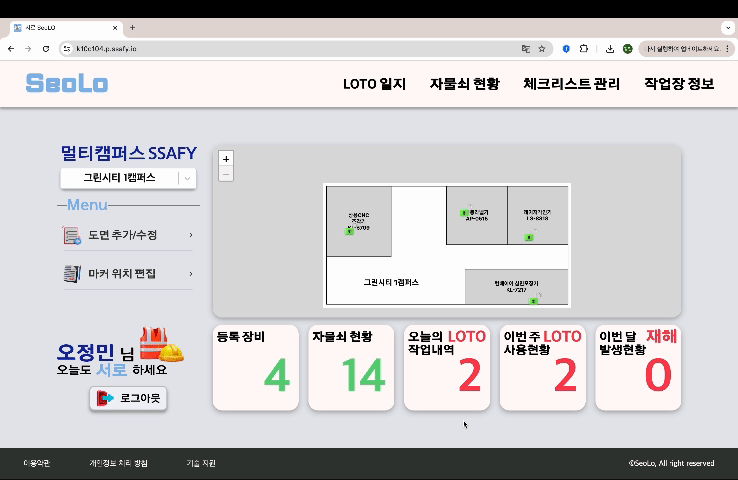 서로 SeoLO
k10c104.p.ssafy.io
SeoLo
LOTO 일지
자물쇠 현황
체크리스트 관리
작업장 정보
멀티캠퍼스 SSAFY
그린시티 1캠퍼스
Menu
도면 추가/수정
마커 위치 편집
오정민 님
오늘도 서로 하세요
로그아웃
+
−
그린시티 1캠퍼스
KL-7217
등록 장비
4
자물쇠 현황
14
오늘의 LOTO
작업내역
2
이번 주 LOTO
사용현황
2
이번 달 재해
발생현황
0
이용약관
개인정보 처리 방침
기술 지원
©SeoLo, All right reserved